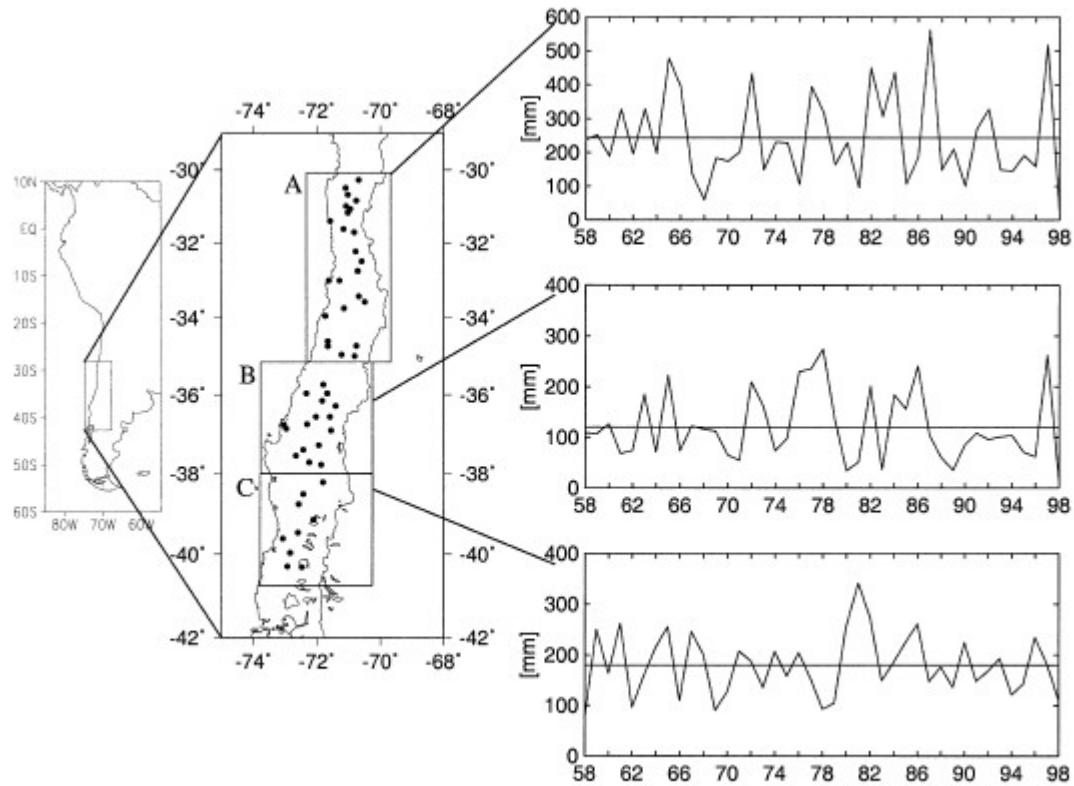 -74° -72° -70° -68°
-30° -30°
-32° -32°
-34° -34°
-36° -36°
-38° -38°
-40° -40°
-42° -42°
-74° -72° -70° -68°
A
B
C
10N
EQ
10S
20S
30S
40S
50S
60S
80W 70W 60W
[mm]
600
500
400
300
200
100
0
58 62 66 70 74 78 82 86 90 94 98
[mm]
400
300
200
100
0
58 62 66 70 74 78 82 86 90 94 98
[mm]
400
300
200
100
0
58 62 66 70 74 78 82 86 90 94 98